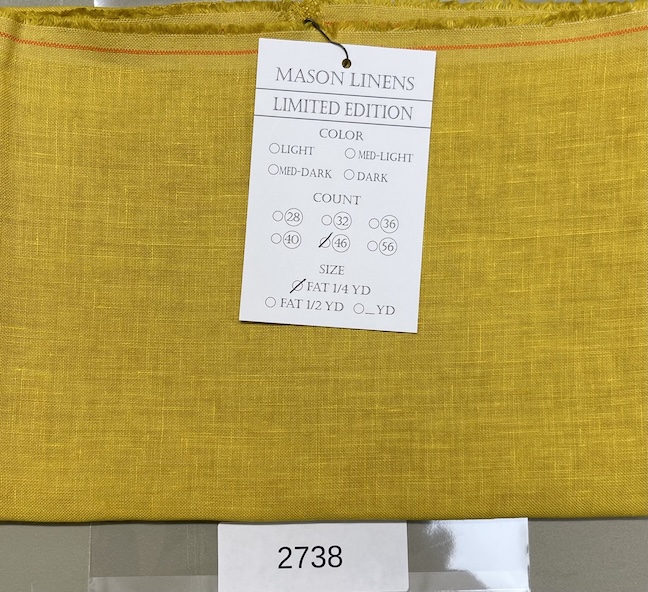 MASON LINENS
LIMITED EDITION
COLOR
LIGHT MED-LIGHT
MED-DARK DARK
COUNT
28 32 36
40 46 56
SIZE
FAT 1/4 YD
FAT 1/2 YD _YD
2738